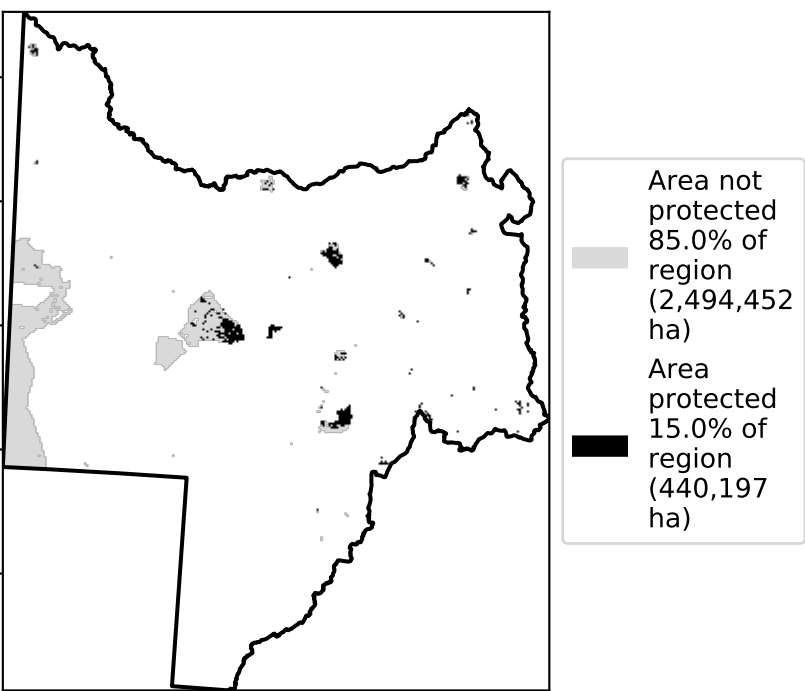 Area not
protected
85.0% of
region
(2,494,452
ha)
Area
protected
15.0% of
region
(440,197
ha)